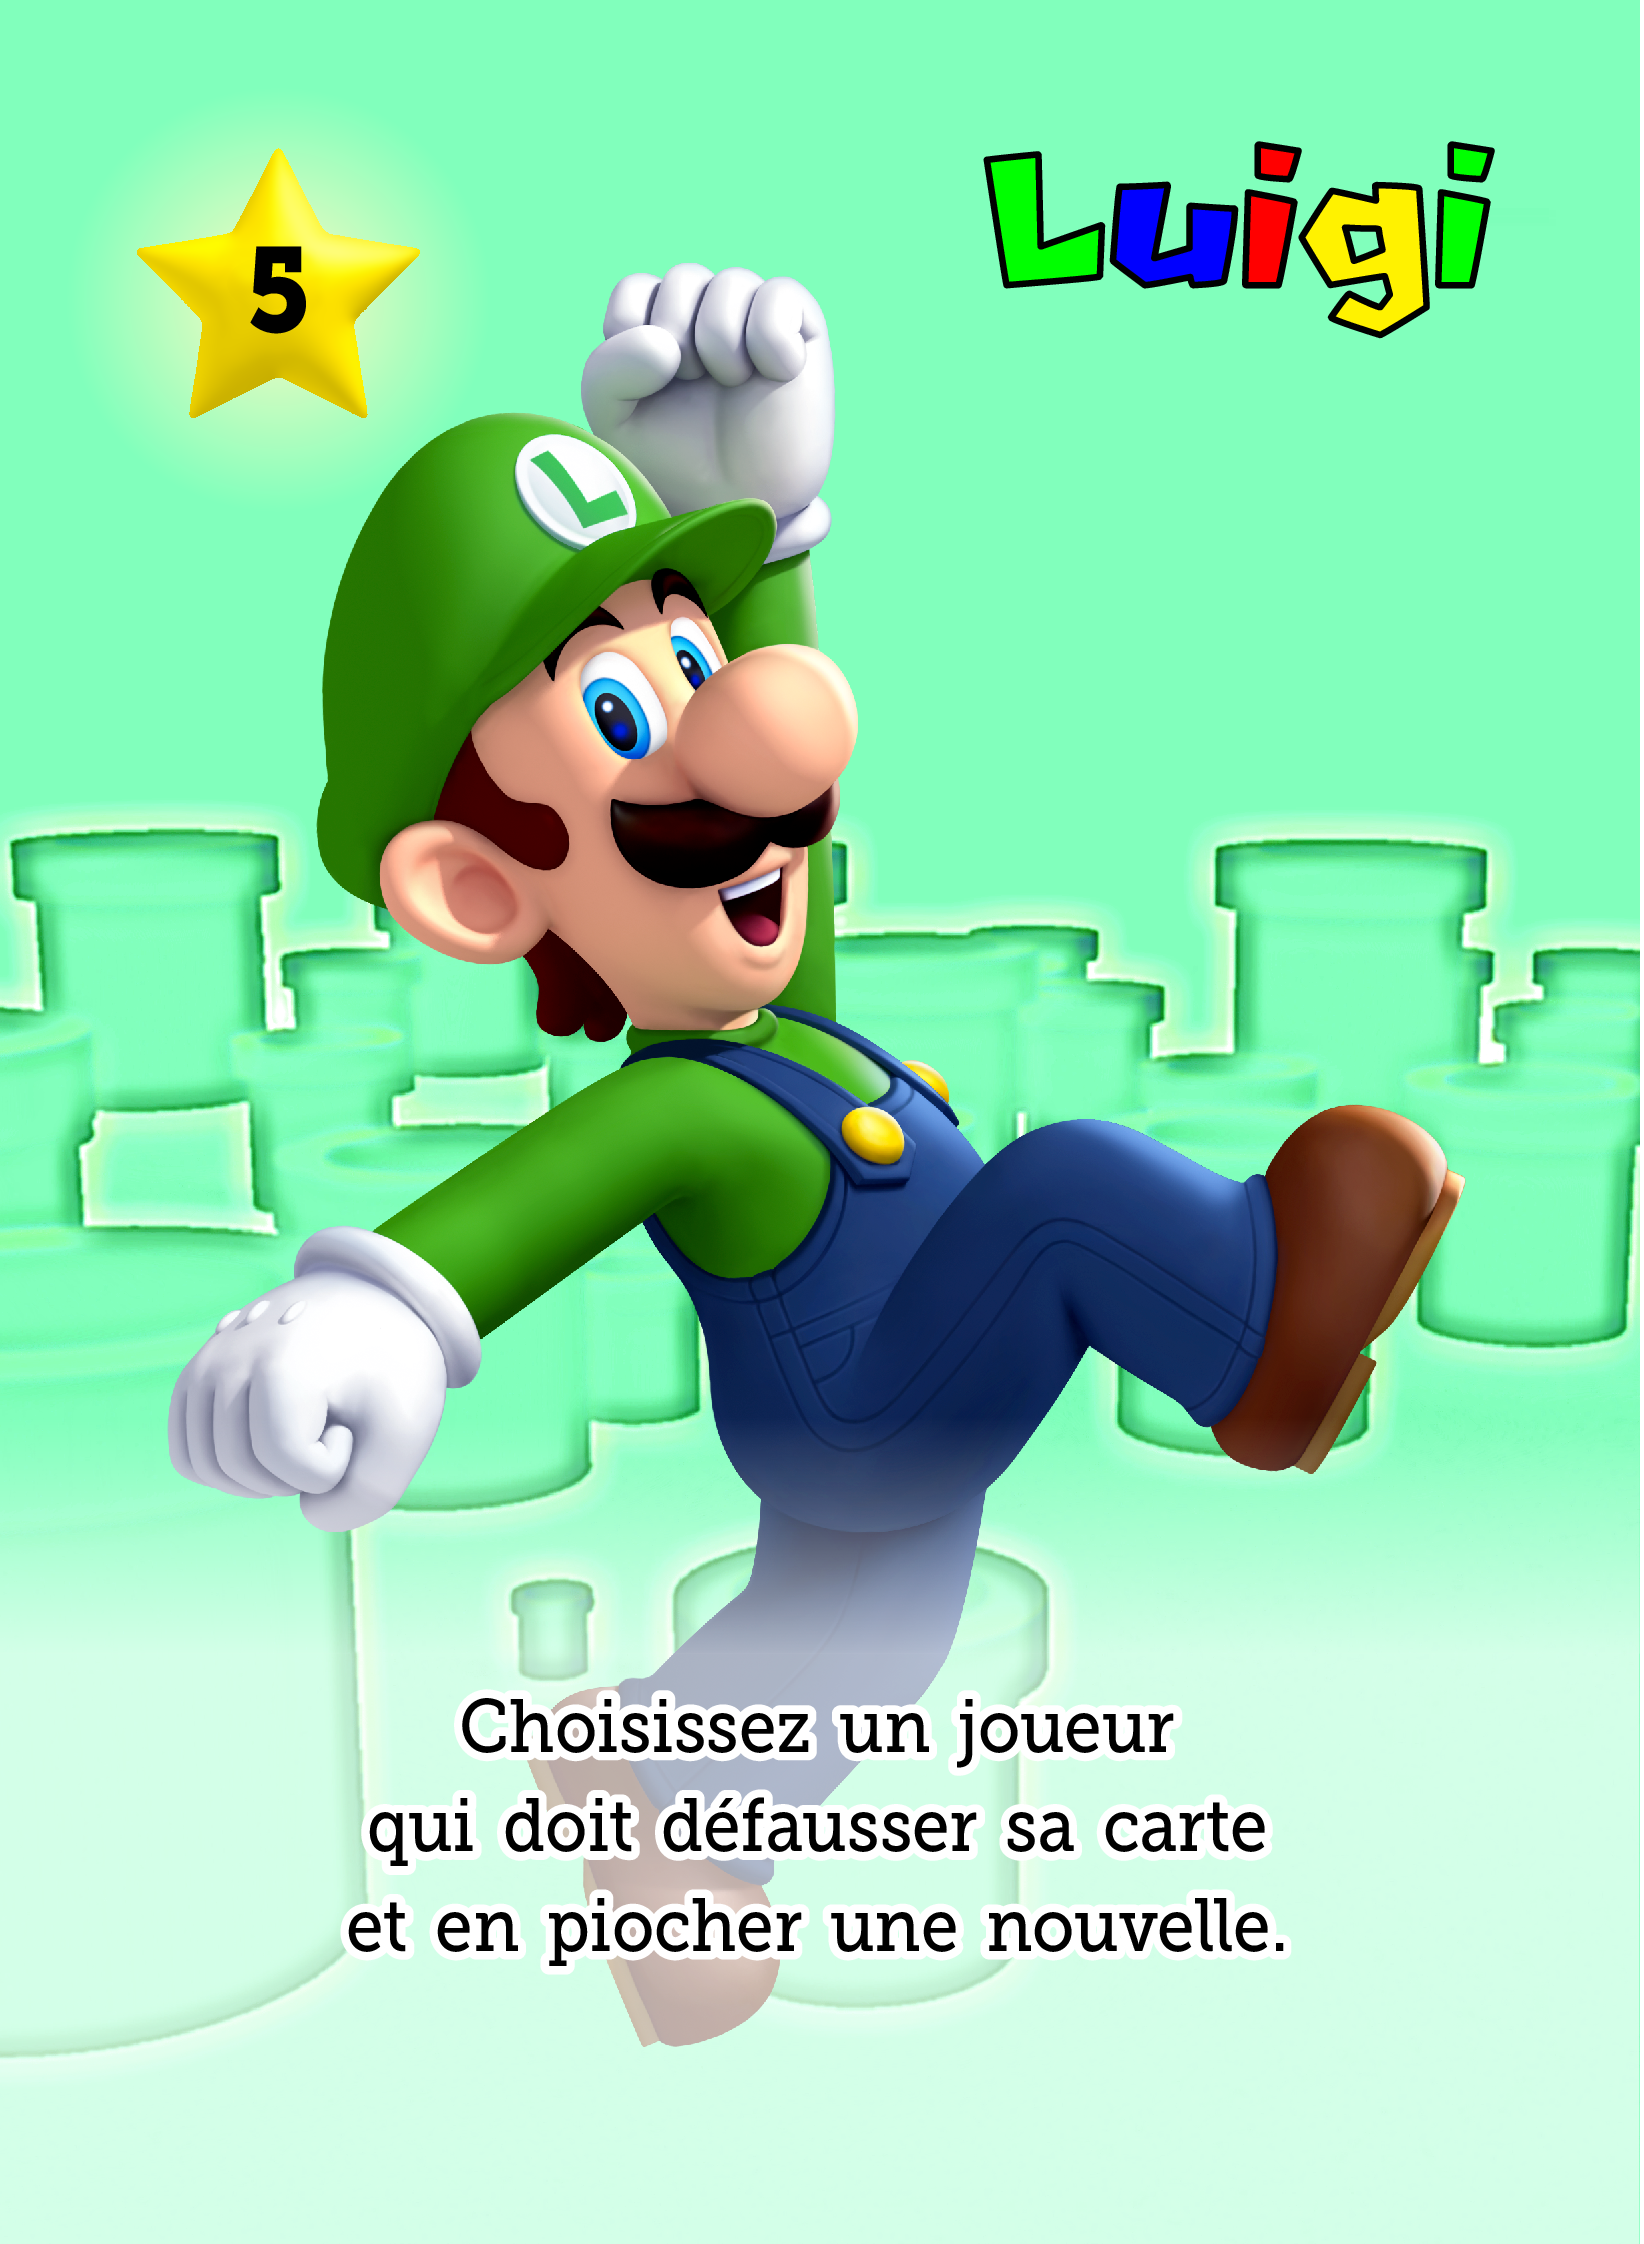 5
Luigi
L
Choisissez un joueur
qui doit défausser sa carte
et en piocher une nouvelle.